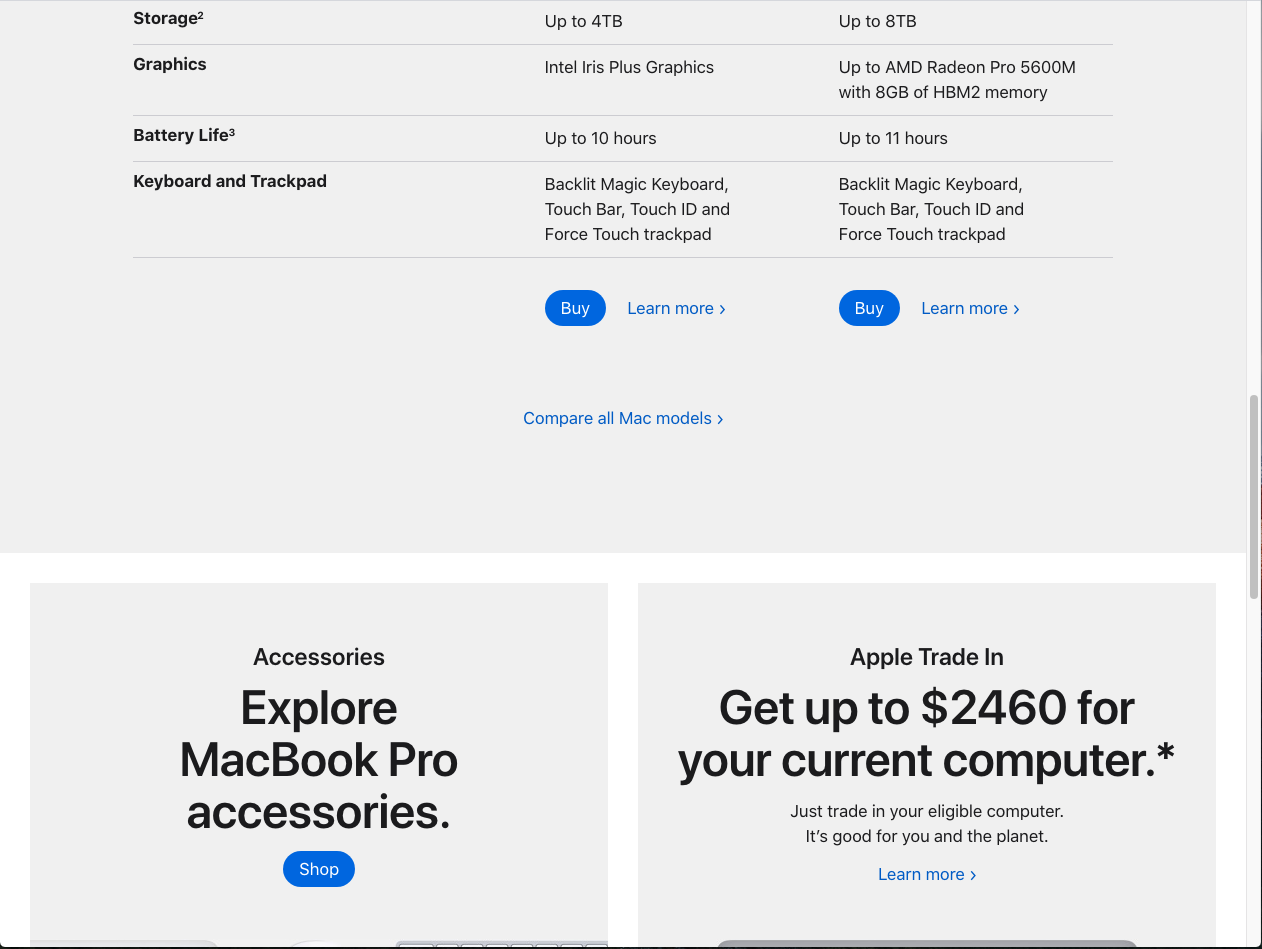 Storage²
Up to 4TB
Up to 8TB
Graphics
Intel Iris Plus Graphics
Up to AMD Radeon Pro 5600M
with 8GB of HBM2 memory
Battery Life³
Up to 10 hours
Up to 11 hours
Keyboard and Trackpad
Backlit Magic Keyboard,
Touch Bar, Touch ID and
Force Touch trackpad
Backlit Magic Keyboard,
Touch Bar, Touch ID and
Force Touch trackpad
Buy
Learn more ›
Buy
Learn more ›
Compare all Mac models ›
Accessories
Explore
MacBook Pro
accessories.
Shop
Apple Trade In
Get up to $2460 for
your current computer.*
Just trade in your eligible computer.
It’s good for you and the planet.
Learn more ›